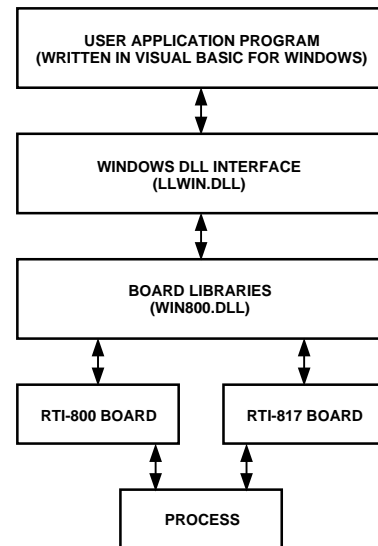 USER APPLICATION PROGRAM
(WRITTEN IN VISUAL BASIC FOR WINDOWS)
WINDOWS DLL INTERFACE
(LLWIN.DLL)
BOARD LIBRARIES
(WIN800.DLL)
RTI-800 BOARD
RTI-817 BOARD
PROCESS